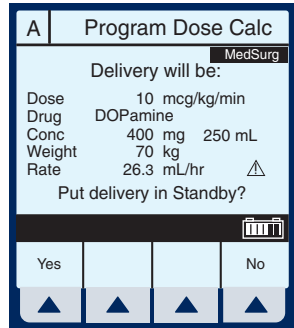 A Program Dose Calc
MedSurg
Delivery will be:
Dose 10 mcg/kg/min
Drug DOPamine
Conc 400 mg 250 mL
Weight 70 kg
Rate 26.3 mL/hr
Put delivery in Standby?
Yes No